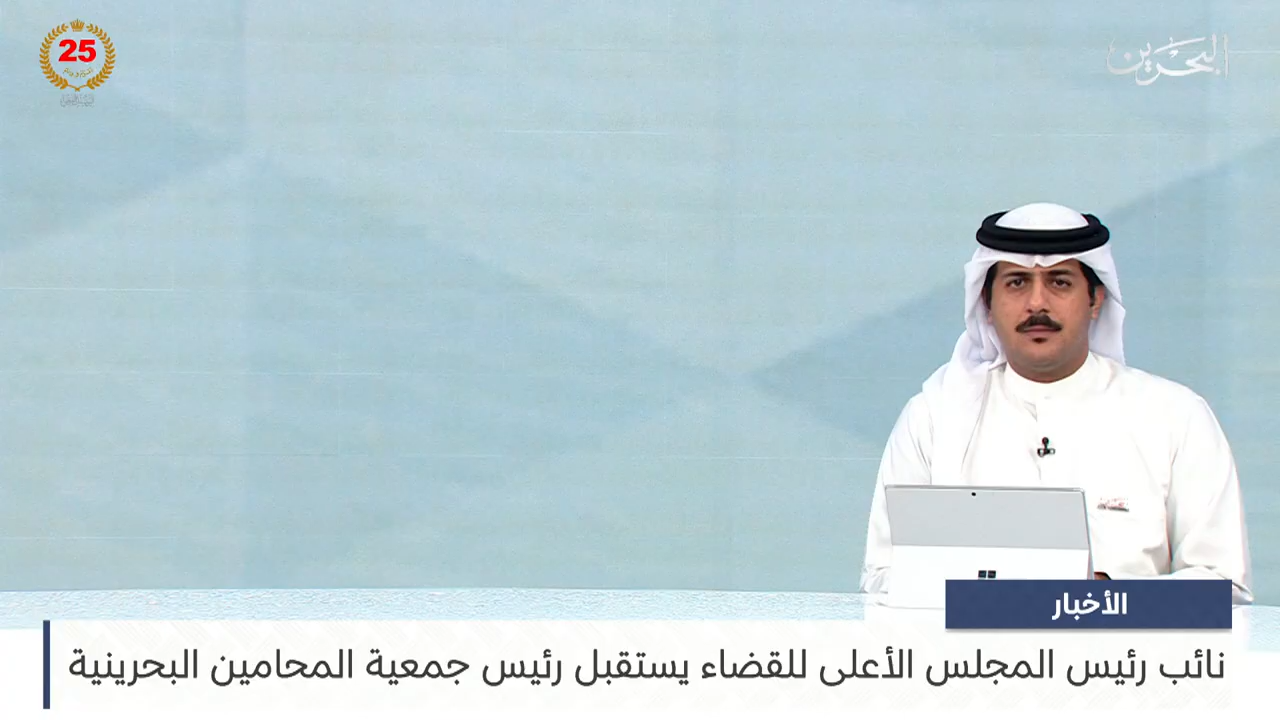 25
البحرين
الأخبار
نائب رئيس المجلس الأعلى للقضاء يستقبل رئيس جمعية المحامين البحرينية